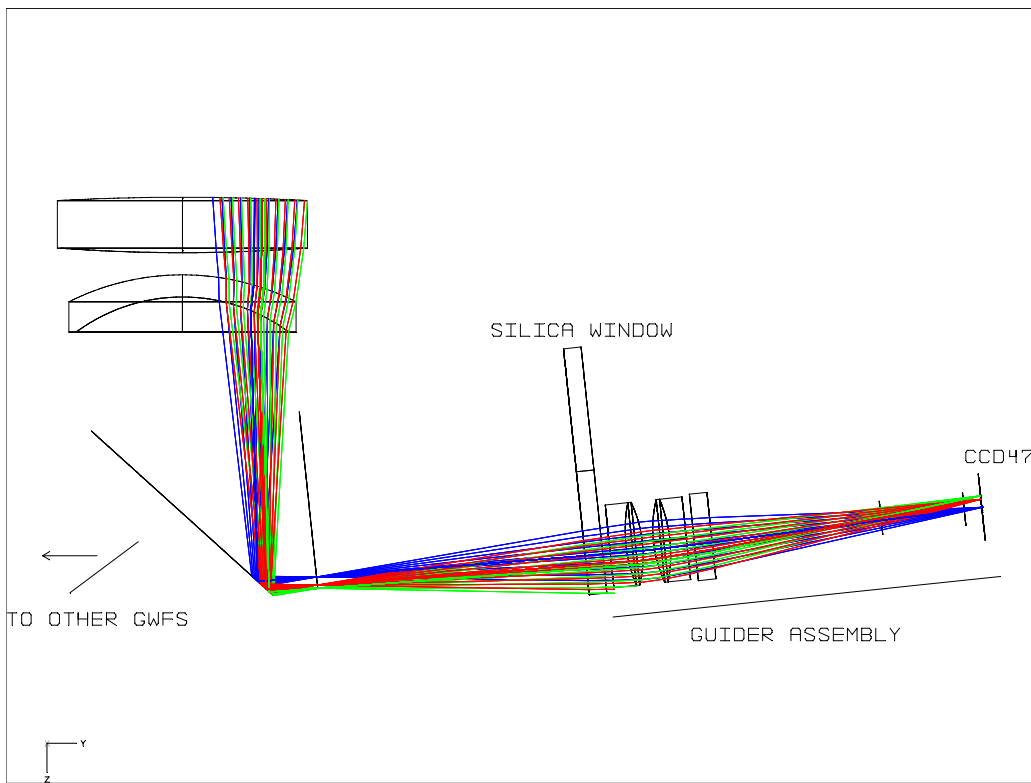 SILICA WINDOW
CCD47
TO OTHER GWFS
GUIDER ASSEMBLY
Y
Z